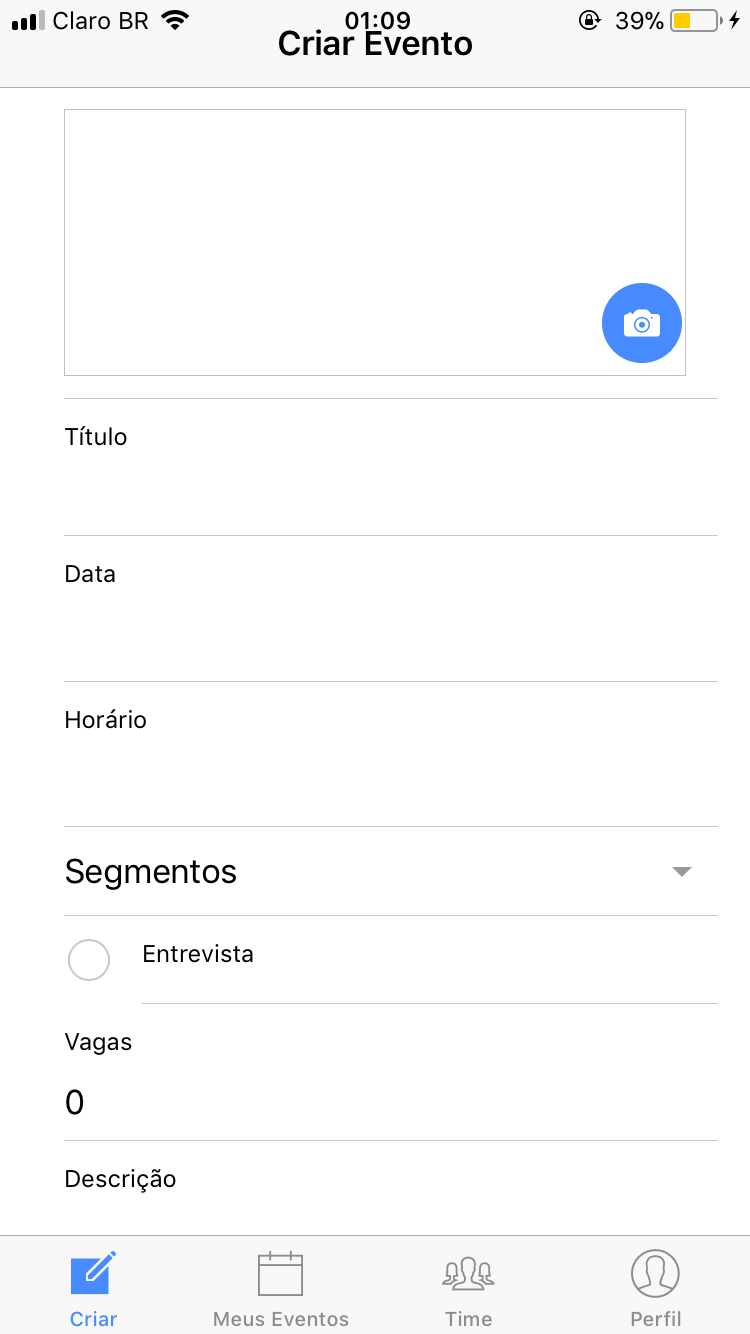 Claro BR 01:09 39%
Criar Evento
Título
Data
Horário
Segmentos
Entrevista
Vagas
0
Descrição
Criar Meus Eventos Time Perfil